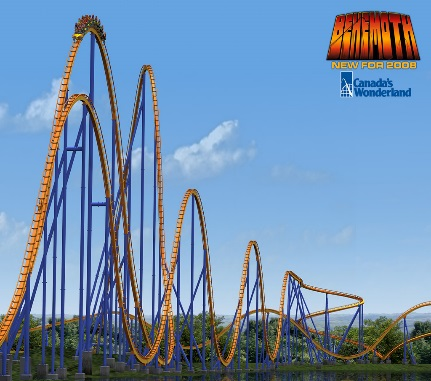 BEHEMOTH
NEW FOR 2008
Canada's
Wonderland